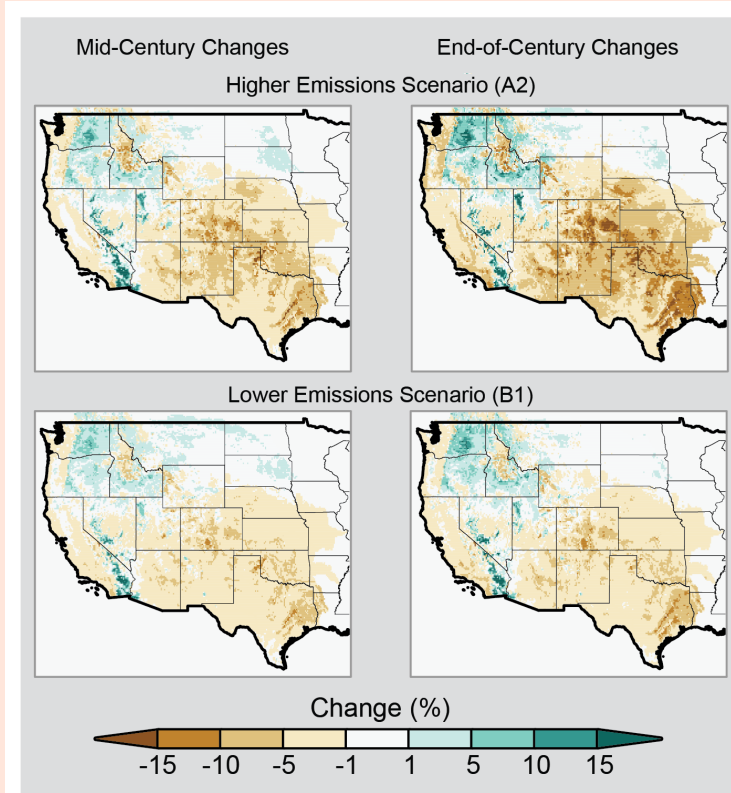 Mid-Century Changes
End-of-Century Changes
Higher Emissions Scenario (A2)
Lower Emissions Scenario (B1)
Change (%)
-15 -10 -5 -1 1 5 10 15